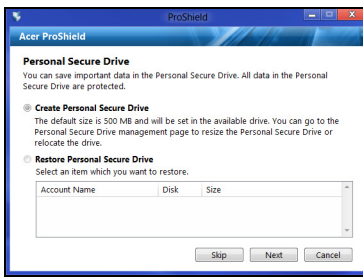 ProShield
Acer ProShield
Personal Secure Drive
You can save important data in the Personal Secure Drive. All data in the Personal
Secure Drive are protected.
Create Personal Secure Drive
The default size is 500 MB and will be set in the available drive. You can go to the
Personal Secure Drive management page to resize the Personal Secure Drive or
relocate the drive.
Restore Personal Secure Drive
Select an item which you want to restore.
Account Name Disk Size
Skip Next Cancel